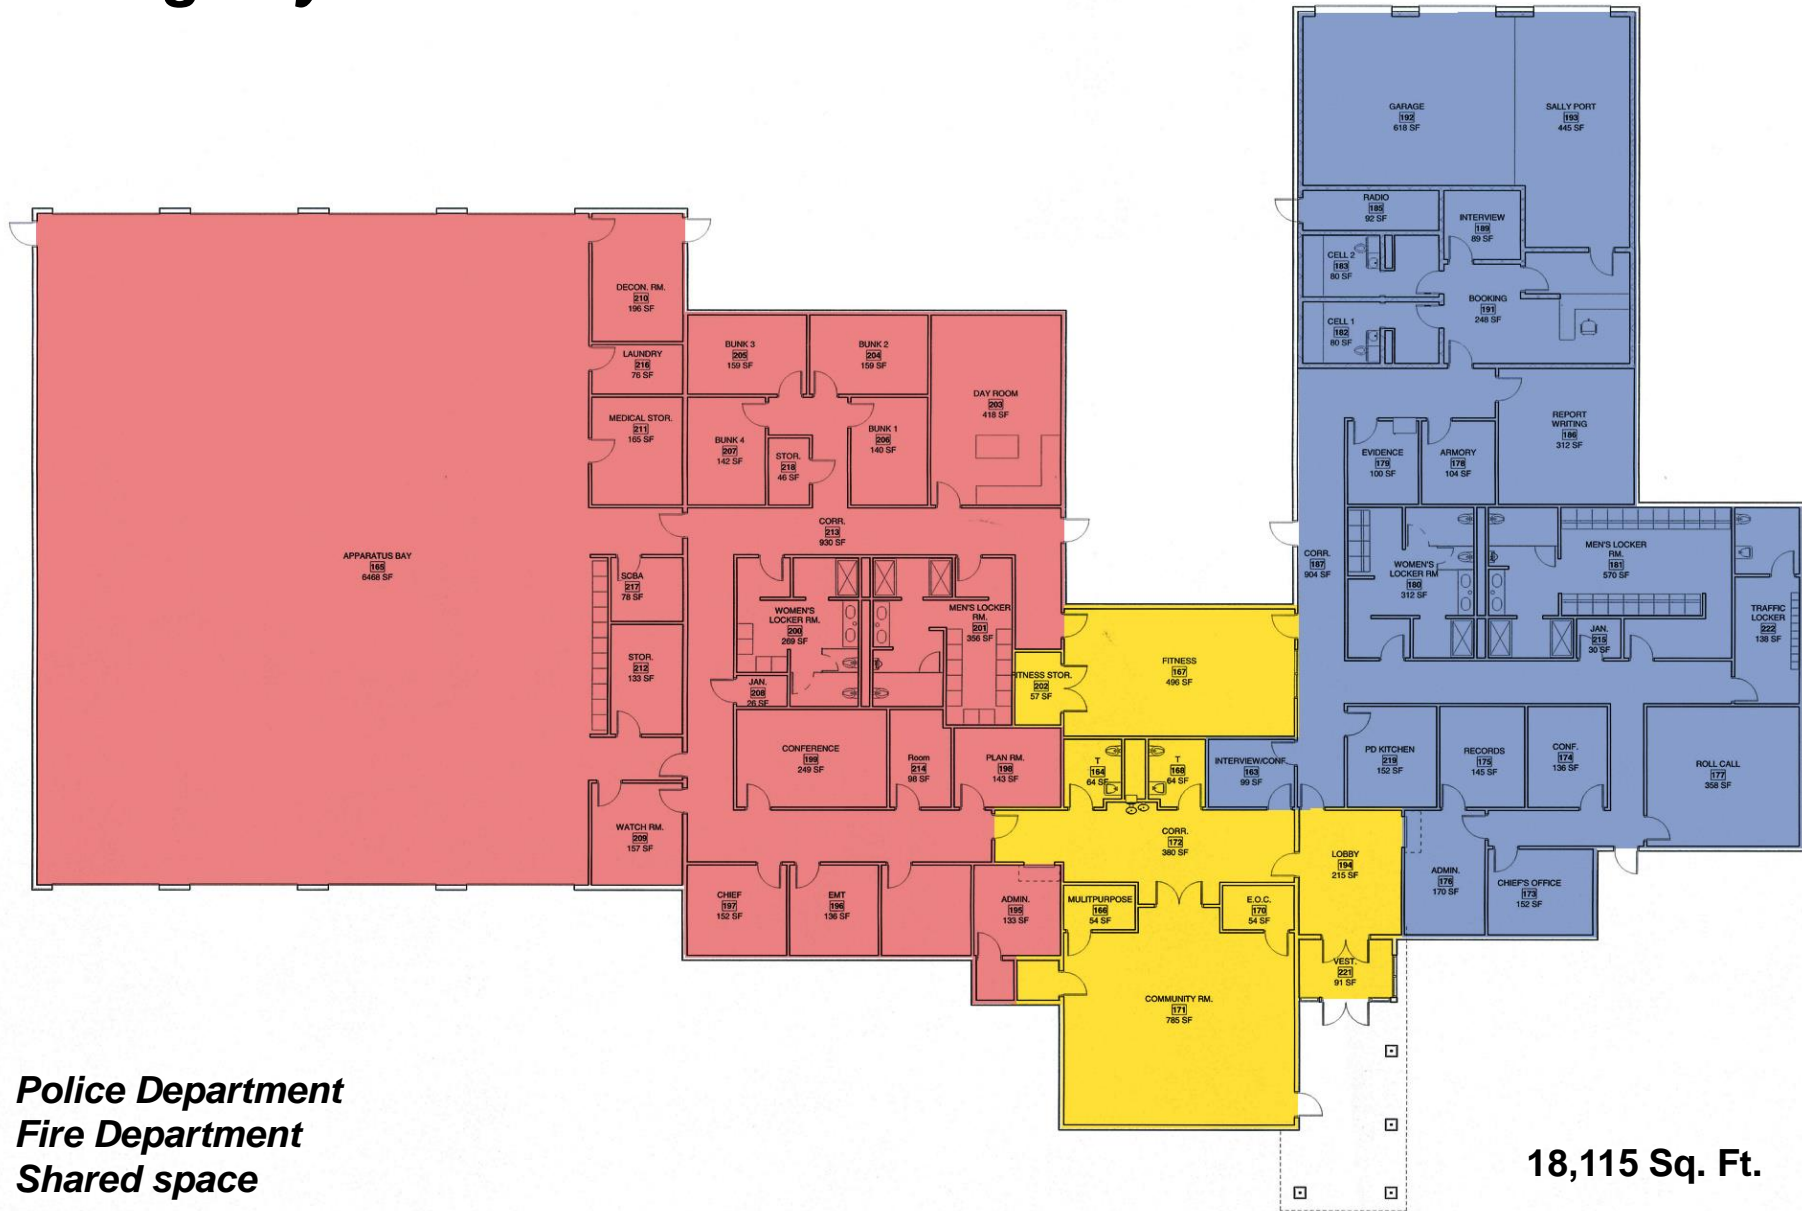 GARAGE
192
618 SF
SALLY PORT
193
445 SF
RADIO
185
92 SF
INTERVIEW
189
89 SF
CELL 2
183
80 SF
BOOKING
191
248 SF
CELL 1
182
80 SF
DECON. RM.
210
196 SF
LAUNDRY
216
76 SF
MEDICAL STOR.
211
165 SF
BUNK 3
205
159 SF
BUNK 2
204
159 SF
DAY ROOM
203
418 SF
BUNK 4
207
142 SF
STOR.
218
46 SF
BUNK 1
206
140 SF
REPORT
WRITING
186
312 SF
EVIDENCE
179
100 SF
ARMORY
178
104 SF
APPARATUS BAY
165
6468 SF
CORR.
213
930 SF
SCBA
217
78 SF
STOR.
212
133 SF
WOMEN'S
LOCKER RM.
200
269 SF
MEN'S LOCKER
RM.
201
356 SF
JAN.
208
26 SF
CORR.
187
904 SF
WOMEN'S
LOCKER RM
180
312 SF
MEN'S LOCKER
RM.
181
570 SF
JAN.
215
30 SF
TRAFFIC
LOCKER
222
138 SF
FITNESS
167
496 SF
ITNESS STOR.
202
57 SF
CONFERENCE
199
249 SF
Room
214
98 SF
PLAN RM.
198
143 SF
T
164
64 SF
T
168
64 SF
INTERVIEW/CONF.
163
99 SF
PD KITCHEN
219
152 SF
RECORDS
175
145 SF
CONF.
174
136 SF
ROLL CALL
177
358 SF
WATCH RM.
209
157 SF
CORR.
172
380 SF
LOBBY
194
215 SF
ADMIN.
176
170 SF
CHIEF'S OFFICE
173
152 SF
CHIEF
197
152 SF
EMT
196
136 SF
ADMIN.
195
133 SF
MULITPURPOSE
166
54 SF
E.O.C.
170
54 SF
VEST.
221
91 SF
COMMUNITY RM.
171
785 SF
Police Department
Fire Department
Shared space
18,115 Sq. Ft.